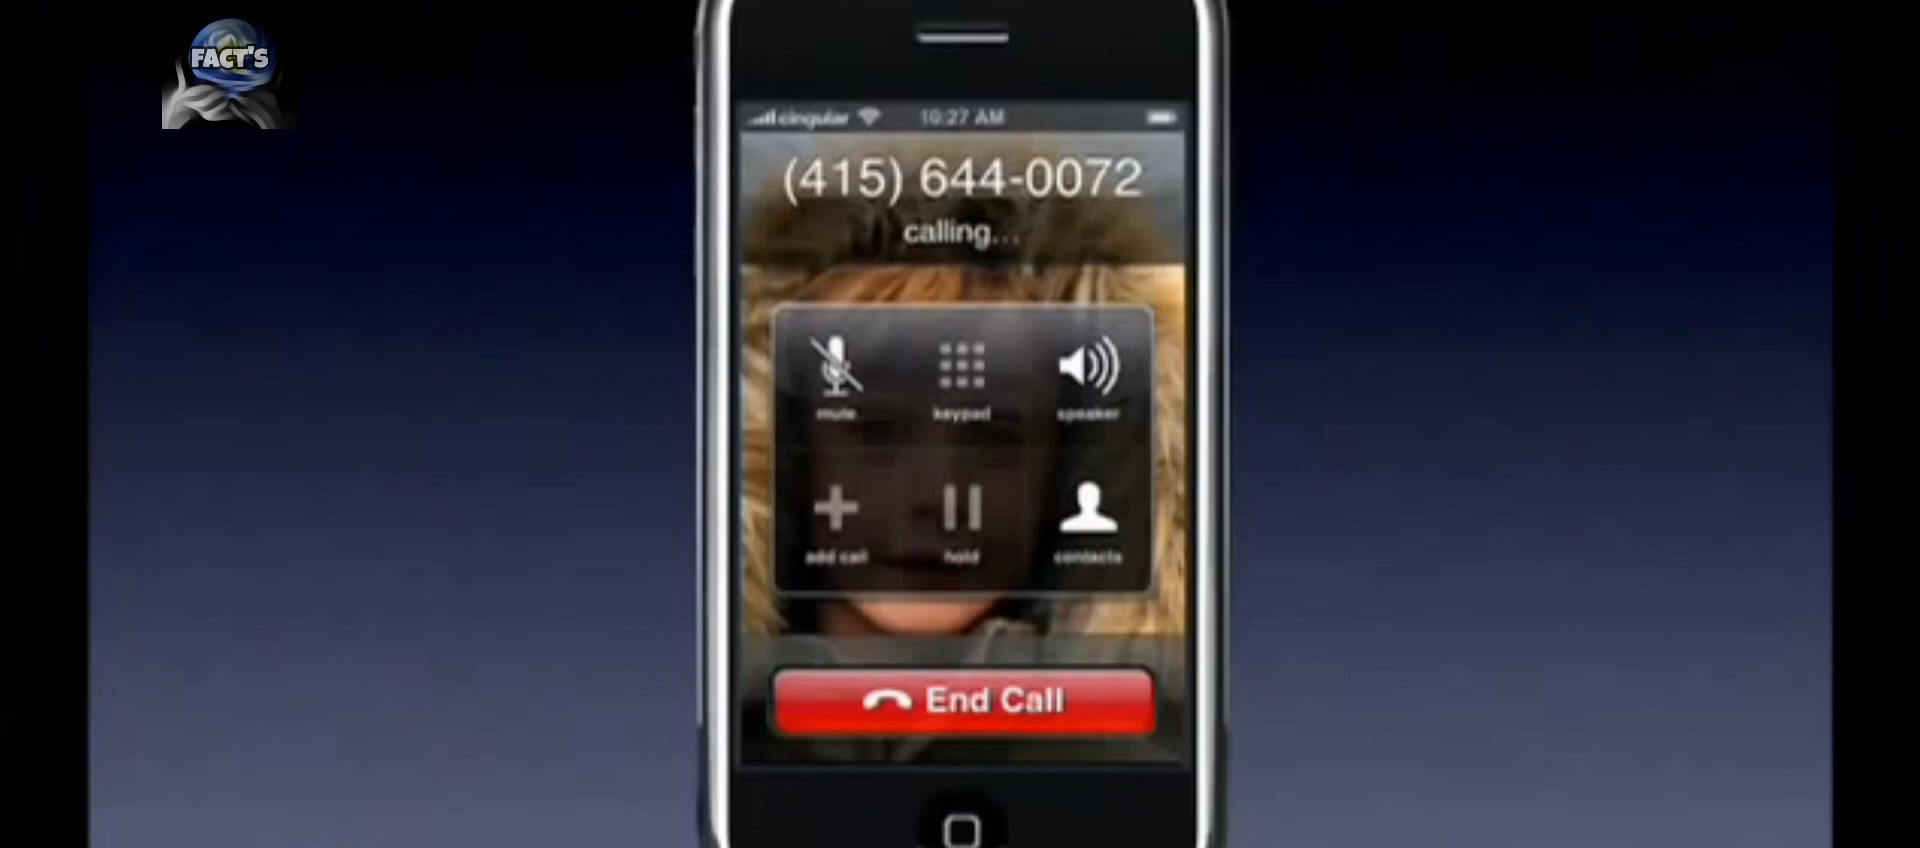 FACT'S
cingular 10:27 AM
(415) 644-0072
calling...
mute keypad speaker
add call hold contacts
End Call